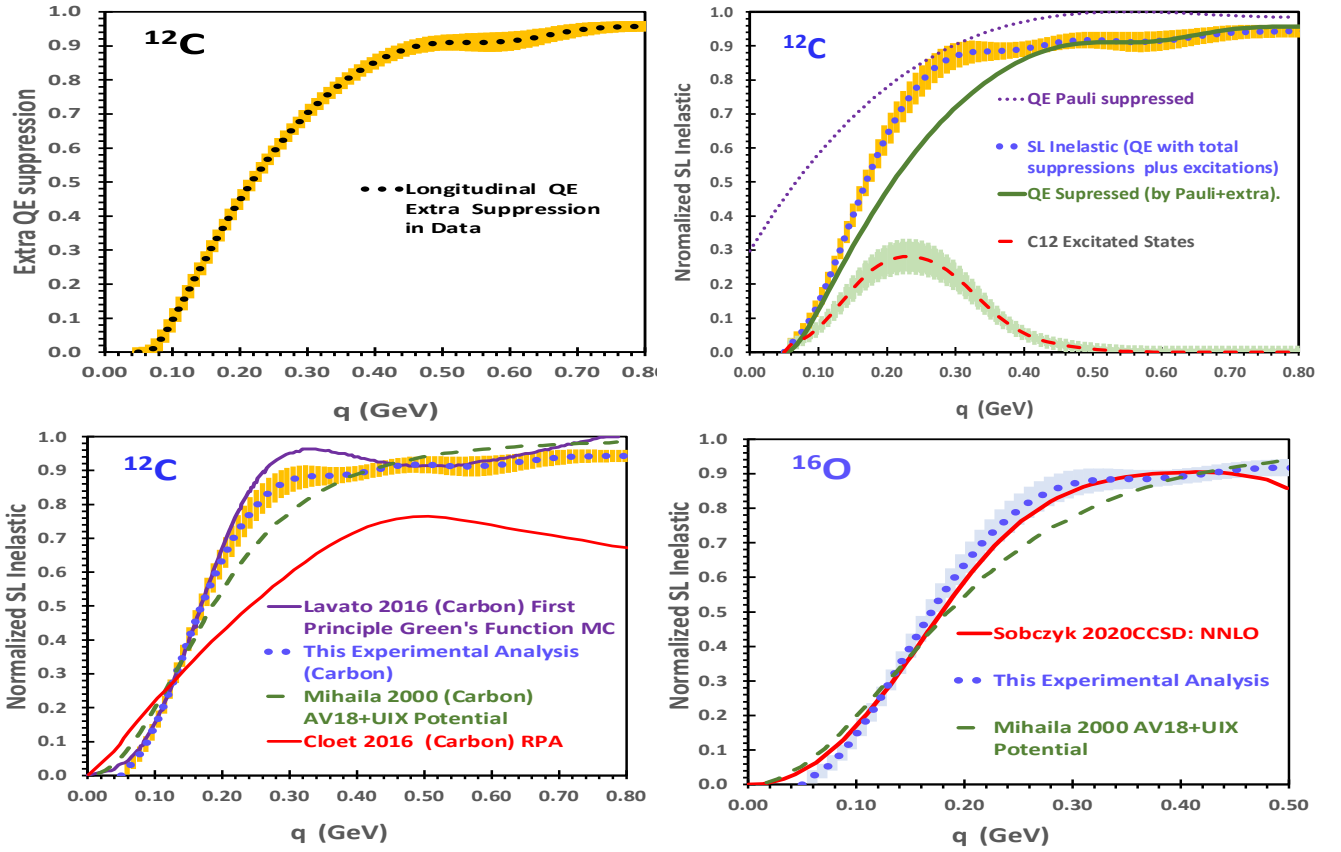 1.0
0.9
0.8
0.7
0.6
0.5
0.4
0.3
0.2
0.1
0.0
Extra QE suppression
12C
Longitudinal QE
Extra Suppression
in Data
0.00 0.10 0.20 0.30 0.40 0.50 0.60 0.70 0.8
q (GeV)
1.0
0.9
0.8
0.7
0.6
0.5
0.4
0.3
0.2
0.1
0.0
Nromalized SL Inelastic
12C
QE Pauli suppressed
SL Inelastic (QE with total
suppressions plus excitations)
QE Supressed (by Pauli+extra).
C12 Excitated States
0.00 0.10 0.20 0.30 0.40 0.50 0.60 0.70 0.80
q (GeV)
1.0
0.9
0.8
0.7
0.6
0.5
0.4
0.3
0.2
0.1
0.0
Normalized SL Inelastic
12C
Lavato 2016 (Carbon) First
Principle Green's Function MC
This Experimental Analysis
(Carbon)
Mihaila 2000 (Carbon)
AV18+UIX Potential
Cloet 2016 (Carbon) RPA
0.00 0.10 0.20 0.30 0.40 0.50 0.60 0.70 0.80
q (GeV)
1.0
0.9
0.8
0.7
0.6
0.5
0.4
0.3
0.2
0.1
0.0
Normalized SL Inelastic
16O
Sobczyk 2020CCSD: NNLO
This Experimental Analysis
Mihaila 2000 AV18+UIX
Potential
0.00 0.10 0.20 0.30 0.40 0.50
q (GeV)